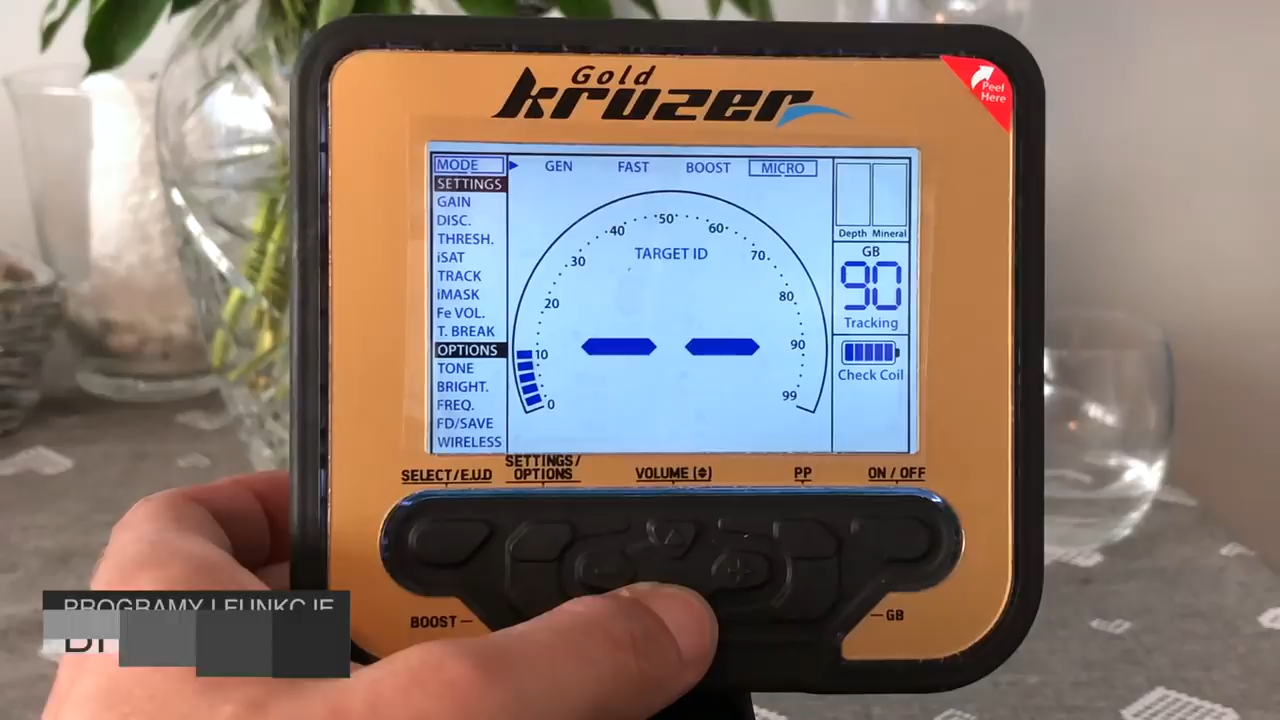 Gold
kruzer
Peel
Here
MODE
GEN FAST BOOST MICRO
SETTINGS
GAIN
DISC.
THRESH.
iSAT
TRACK
iMASK
Fe VOL.
T. BREAK
OPTIONS
TONE
BRIGHT.
FREQ.
FD/SAVE
WIRELESS
TARGET ID
0
10
20
30
40
50
60
70
80
90
99
Depth Mineral
GB
90
Tracking
Check Coil
SELECT/E.U.D
SETTINGS/
OPTIONS
VOLUME
PP
ON / OFF
BOOST
GB
PROGRAMY I FUNKCJE